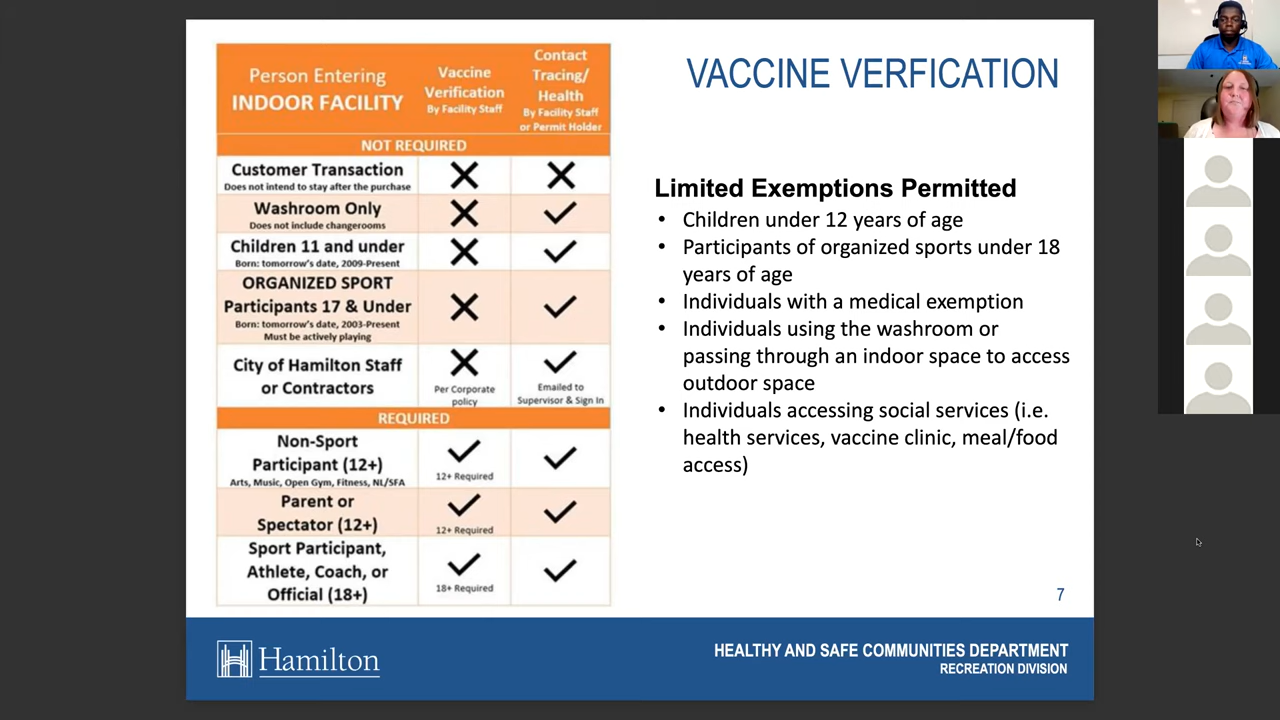 Person Entering
INDOOR FACILITY
Vaccine
Verification
By Facility Staff
Contact
Tracing/
Health
By Facility Staff
or Permit Holder
NOT REQUIRED
Customer Transaction
Does not intend to stay after the purchase
Washroom Only
Does not include changerooms
Children 11 and under
Born: tomorrow's date, 2009-Present
ORGANIZED SPORT
Participants 17 & Under
Born: tomorrow's date, 2003-Present
Must be actively playing
City of Hamilton Staff
or Contractors
Per Corporate
policy
Emailed to
Supervisor & Sign In
REQUIRED
Non-Sport
Participant (12+)
Arts, Music, Open Gym, Fitness, NL/SFA
12+ Required
Parent or
Spectator (12+)
12+ Required
Sport Participant,
Athlete, Coach, or
Official (18+)
18+ Required
VACCINE VERFICATION
Limited Exemptions Permitted
• Children under 12 years of age
• Participants of organized sports under 18
years of age
• Individuals with a medical exemption
• Individuals using the washroom or
passing through an indoor space to access
outdoor space
• Individuals accessing social services (i.e.
health services, vaccine clinic, meal/food
access)
7
Hamilton
HEALTHY AND SAFE COMMUNITIES DEPARTMENT
RECREATION DIVISION